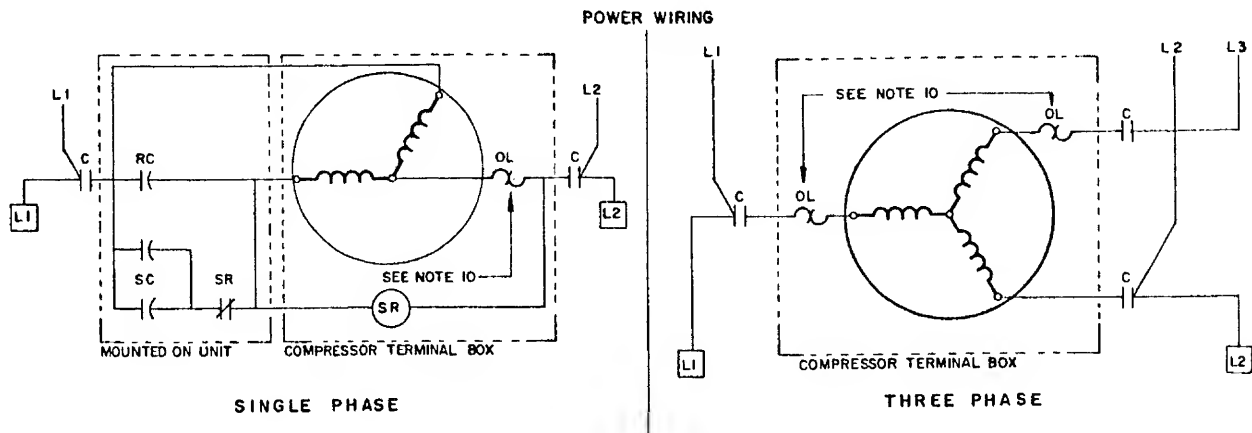 POWER WIRING
L1
L2
C
RC
OL
C
L1
L2
SEE NOTE 10
SC
SR
SR
MOUNTED ON UNIT
COMPRESSOR TERMINAL BOX
SINGLE PHASE
L1
L2
L3
SEE NOTE 10
OL
C
C
OL
C
L1
L2
COMPRESSOR TERMINAL BOX
THREE PHASE